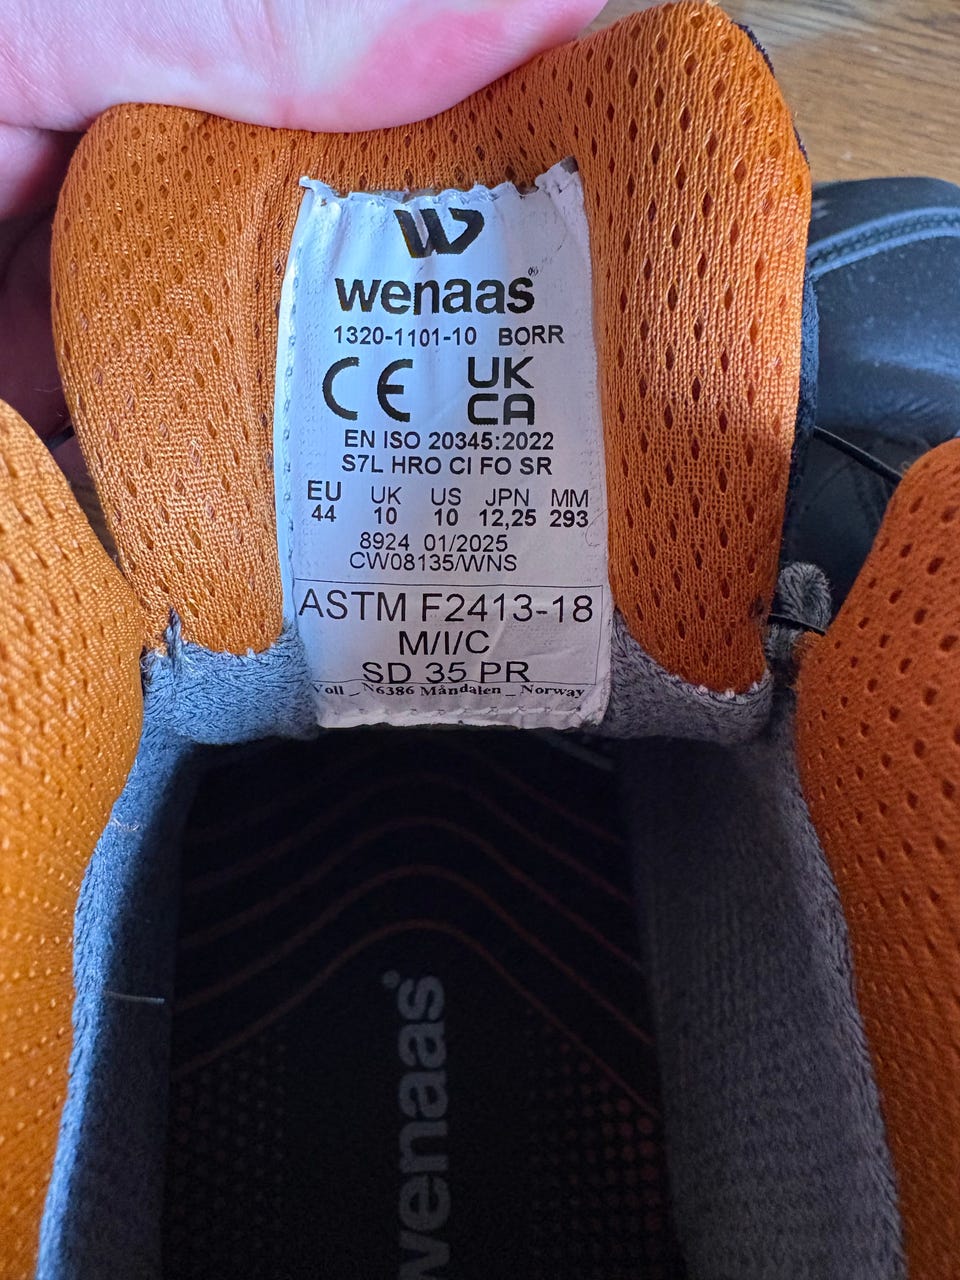 wenaas®
1320-1101-10 BORR
CE UK CA
EN ISO 20345:2022
S7L HRO CI FO SR
EU UK US JPN MM
44 10 10 12,25 293
8924 01/2025
CW08135/WNS
ASTM F2413-18
M/I/C
SD 35 PR
Voll _ N6386 Måndalen _ Norway
wenaas